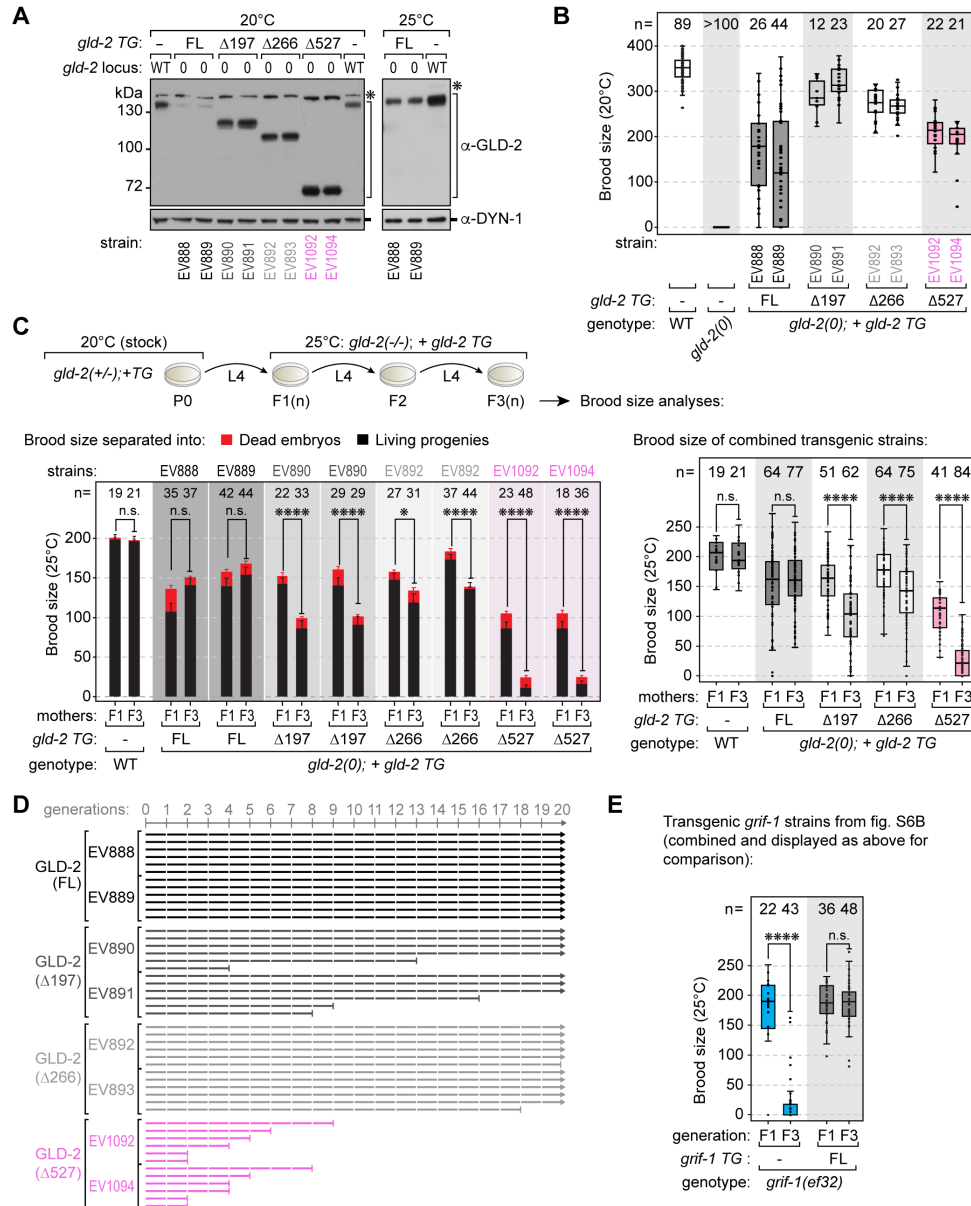 A
20°C
25°C
gld-2 TG: - FL Δ197 Δ266 Δ527 - FL -
gld-2 locus: WT 0 0 0 0 0 0 0 0 WT 0 0 WT
kDa
130
100
72
*
*
α-GLD-2
α-DYN-1
strain: EV888 EV889 EV890 EV891 EV892 EV893 EV1092 EV1094 EV888 EV889
B
n= 89 >100 26 44 12 23 20 27 22 21
Brood size (20°C)
400
300
200
100
0
strain: EV888 EV889 EV890 EV891 EV892 EV893 EV1092 EV1094
gld-2 TG: - - FL Δ197 Δ266 Δ527
genotype: WT gld-2(0) gld-2(0); + gld-2 TG
C
20°C (stock)
25°C: gld-2(-/-); + gld-2 TG
gld-2(+/-);+TG
L4 L4 L4
P0 F1(n) F2 F3(n) Brood size analyses:
Brood size separated into: Dead embryos Living progenies
strains: EV888 EV889 EV890 EV890 EV892 EV892 EV1092 EV1094
n= 19 21 35 37 42 44 22 33 29 29 27 31 37 44 23 48 18 36
n.s. n.s. n.s. **** **** * **** **** ****
Brood size (25°C)
200
150
100
50
0
mothers: F1 F3 F1 F3 F1 F3 F1 F3 F1 F3 F1 F3 F1 F3 F1 F3 F1 F3
gld-2 TG: - FL FL Δ197 Δ197 Δ266 Δ266 Δ527 Δ527
genotype: WT gld-2(0); + gld-2 TG
Brood size of combined transgenic strains:
n= 19 21 64 77 51 62 64 75 41 84
n.s. n.s. **** **** ****
Brood size (25°C)
250
200
150
100
50
0
mothers: F1 F3 F1 F3 F1 F3 F1 F3 F1 F3
gld-2 TG: - FL Δ197 Δ266 Δ527
genotype: WT gld-2(0); + gld-2 TG
D
generations: 0 1 2 3 4 5 6 7 8 9 10 11 12 13 14 15 16 17 18 19 20
GLD-2 (FL)
EV888
EV889
GLD-2 (Δ197)
EV890
EV891
GLD-2 (Δ266)
EV892
EV893
GLD-2 (Δ527)
EV1092
EV1094
E
Transgenic grif-1 strains from fig. S6B
(combined and displayed as above for
comparison):
n= 22 43 36 48
**** n.s.
Brood size (25°C)
250
200
150
100
50
0
generation: F1 F3 F1 F3
grif-1 TG: - FL
genotype: grif-1(ef32)